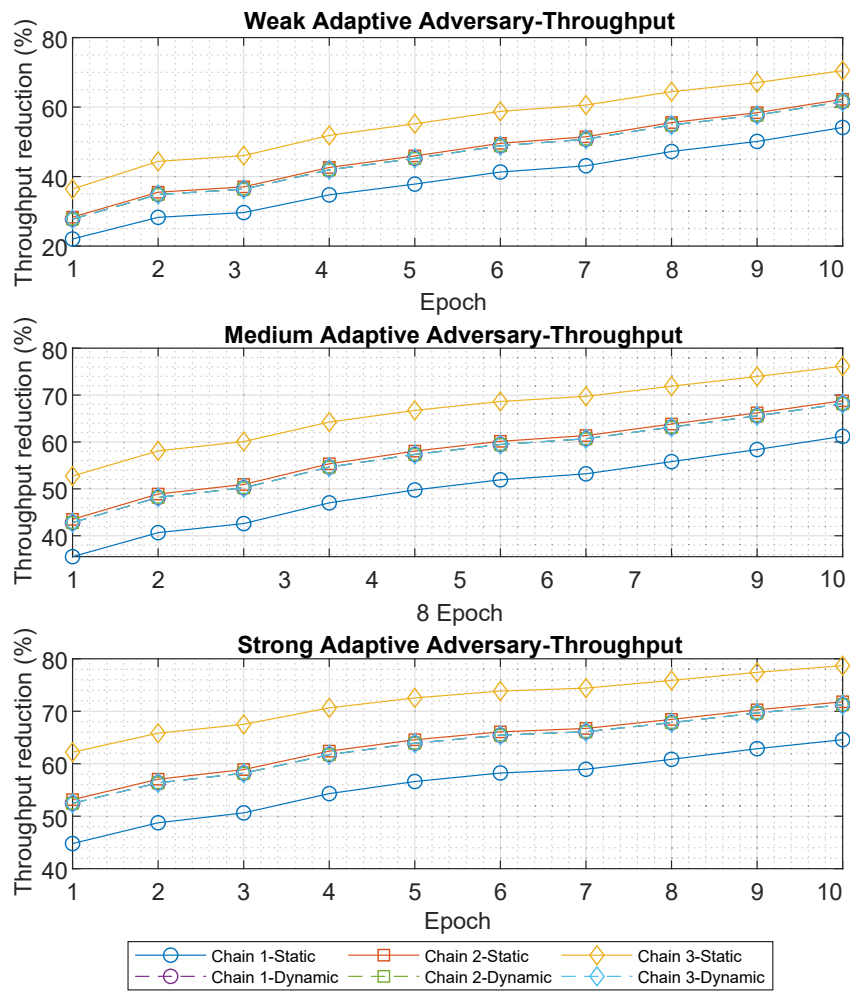 Weak Adaptive Adversary-Throughput
Throughput reduction (%)
80
60
40
20
1 2 3 4 5 6 7 8 9 10
Epoch
Medium Adaptive Adversary-Throughput
Throughput reduction (%)
80
70
60
50
40
1 2 3 4 5 6 7 9 10
8 Epoch
Strong Adaptive Adversary-Throughput
Throughput reduction (%)
80
70
60
50
40
1 2 3 4 5 6 7 8 9 10
Epoch
Chain 1-Static Chain 2-Static Chain 3-Static
Chain 1-Dynamic Chain 2-Dynamic Chain 3-Dynamic